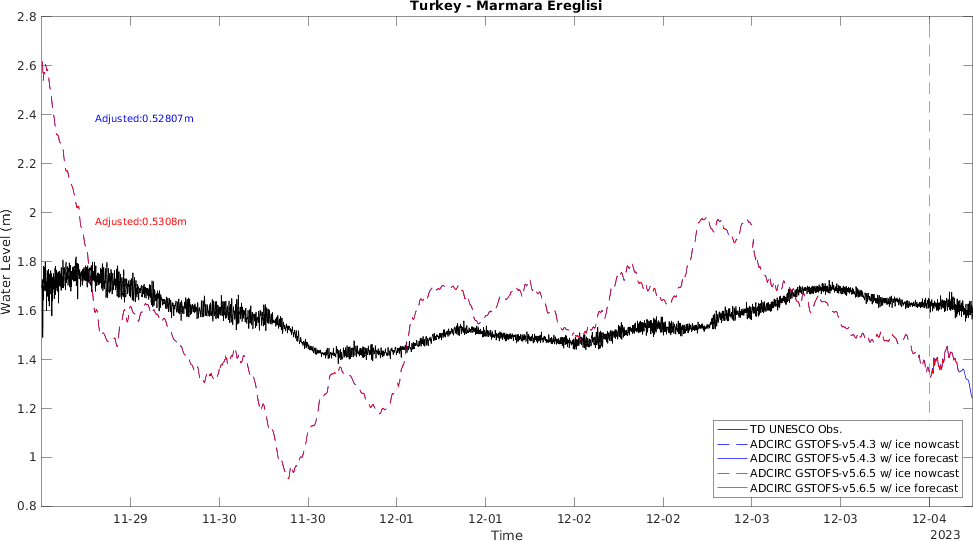 Turkey - Marmara Ereglisi
2.8
2.6
2.4
2.2
2
1.8
1.6
1.4
1.2
1
0.8
Water Level (m)
Adjusted:0.52807m
Adjusted:0.5308m
TD UNESCO Obs.
ADCIRC GSTOFS-v5.4.3 w/ ice nowcast
ADCIRC GSTOFS-v5.4.3 w/ ice forecast
ADCIRC GSTOFS-v5.6.5 w/ ice nowcast
ADCIRC GSTOFS-v5.6.5 w/ ice forecast
11-29 11-30 11-30 12-01 12-01 12-02 12-02 12-03 12-03 12-04
2023
Time